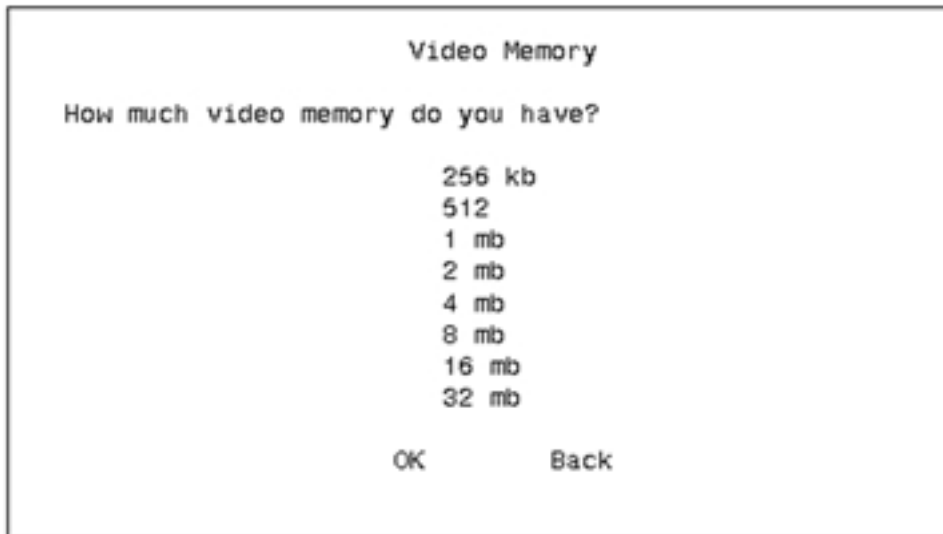 Video Memory
How much video memory do you have?
256 kb
512
1 mb
2 mb
4 mb
8 mb
16 mb
32 mb
OK Back